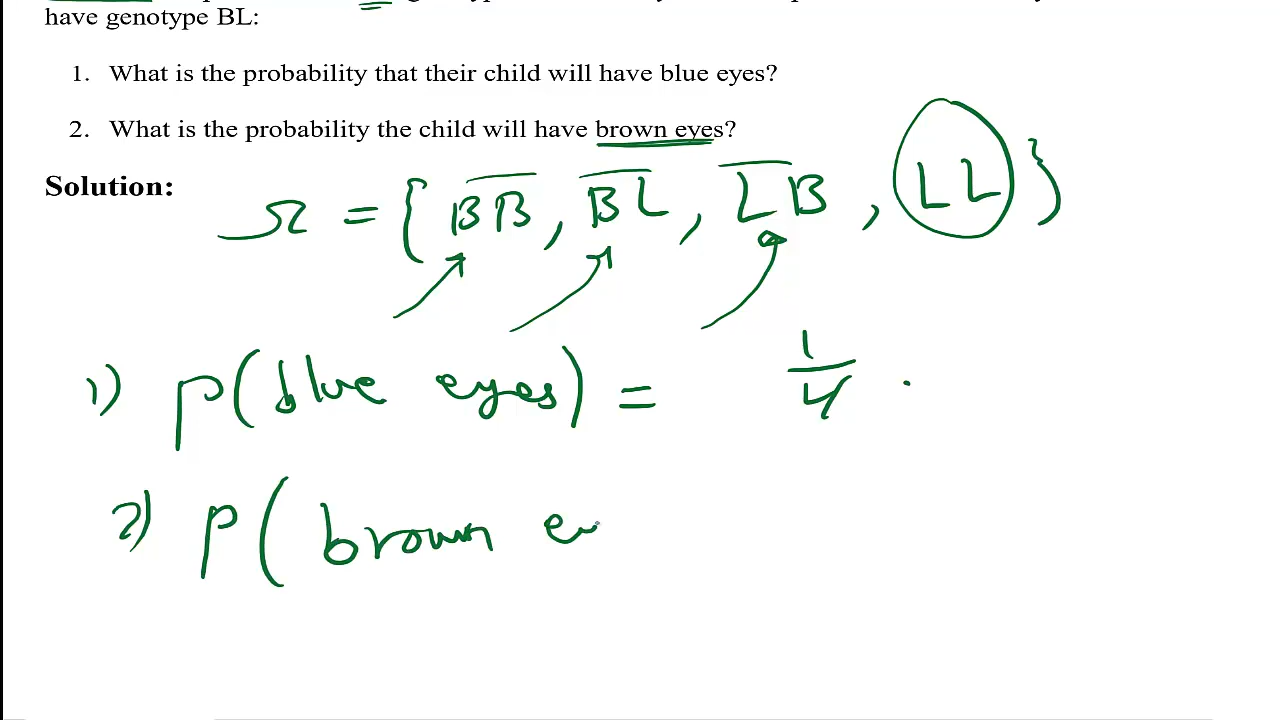 have genotype BL:
1. What is the probability that their child will have blue eyes?
2. What is the probability the child will have brown eyes?
Solution: Ω = { BB, BL, LB, LL }
1) P(blue eyes) = 1/4 .
2) P( brown